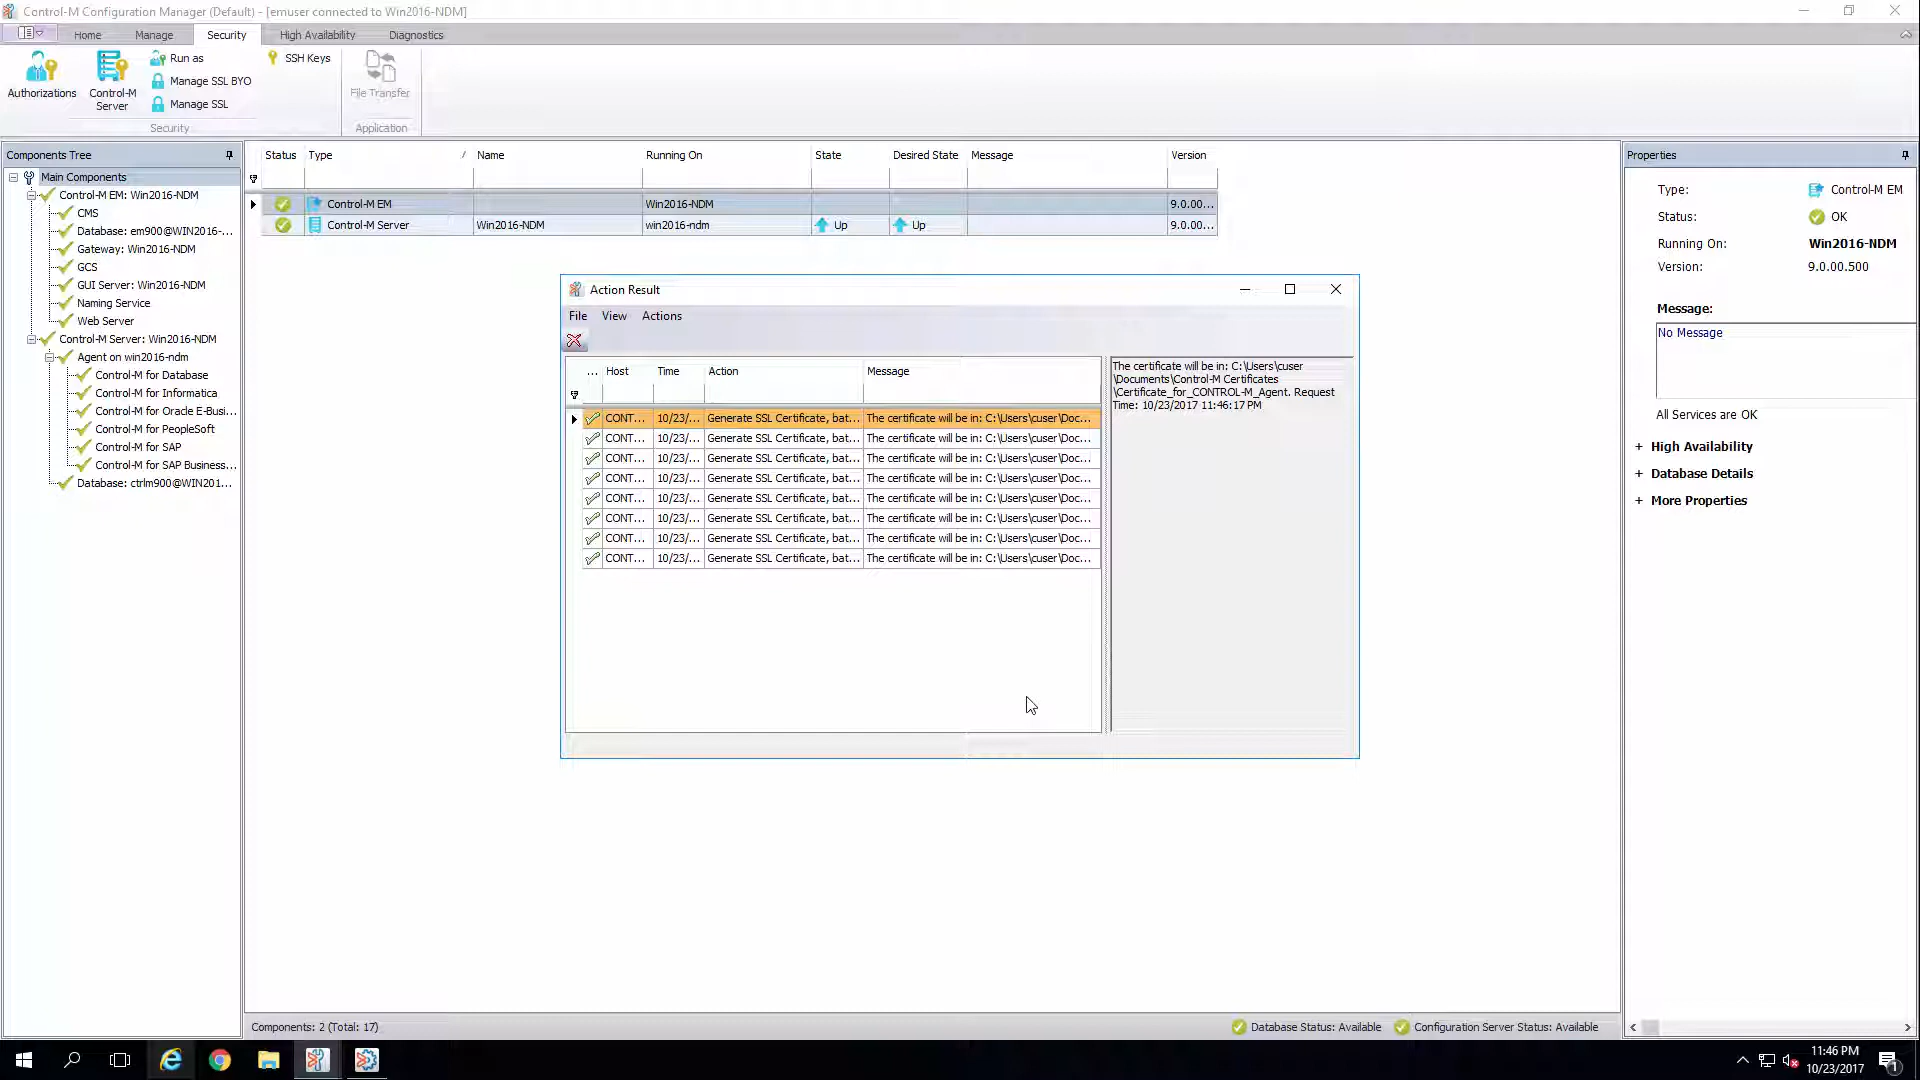 Control-M Configuration Manager (Default) - [emuser connected to Win2016-NDM]
Home Manage Security High Availability Diagnostics
Authorizations
Control-M Server
Run as
Manage SSL BYO
Manage SSL
SSH Keys
File Transfer
Security
Application
Components Tree
Main Components
Control-M EM: Win2016-NDM
CMS
Database: em900@WIN2016-...
Gateway: Win2016-NDM
GCS
GUI Server: Win2016-NDM
Naming Service
Web Server
Control-M Server: Win2016-NDM
Agent on win2016-ndm
Control-M for Database
Control-M for Informatica
Control-M for Oracle E-Busi...
Control-M for PeopleSoft
Control-M for SAP
Control-M for SAP Business...
Database: ctrlm900@WIN201...
Status Type / Name Running On State Desired State Message Version
Control-M EM Win2016-NDM 9.0.00...
Control-M Server Win2016-NDM win2016-ndm Up Up 9.0.00...
Action Result
File View Actions
... Host Time Action Message
CONT... 10/23/... Generate SSL Certificate, bat... The certificate will be in: C:\Users\cuser\Doc...
CONT... 10/23/... Generate SSL Certificate, bat... The certificate will be in: C:\Users\cuser\Doc...
CONT... 10/23/... Generate SSL Certificate, bat... The certificate will be in: C:\Users\cuser\Doc...
CONT... 10/23/... Generate SSL Certificate, bat... The certificate will be in: C:\Users\cuser\Doc...
CONT... 10/23/... Generate SSL Certificate, bat... The certificate will be in: C:\Users\cuser\Doc...
CONT... 10/23/... Generate SSL Certificate, bat... The certificate will be in: C:\Users\cuser\Doc...
CONT... 10/23/... Generate SSL Certificate, bat... The certificate will be in: C:\Users\cuser\Doc...
CONT... 10/23/... Generate SSL Certificate, bat... The certificate will be in: C:\Users\cuser\Doc...
The certificate will be in: C:\Users\cuser
\Documents\Control-M Certificates
\Certificate_for_CONTROL-M_Agent. Request
Time: 10/23/2017 11:46:17 PM
Properties
Type: Control-M EM
Status: OK
Running On: Win2016-NDM
Version: 9.0.00.500
Message:
No Message
All Services are OK
+ High Availability
+ Database Details
+ More Properties
Components: 2 (Total: 17)
Database Status: Available
Configuration Server Status: Available
11:46 PM
10/23/2017
1